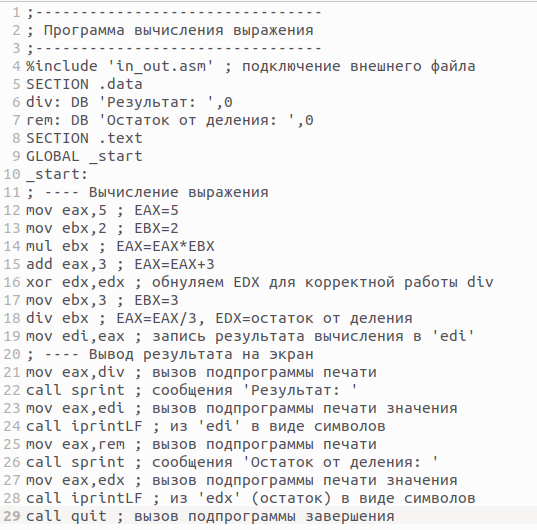 1 ;--------------------------------
2 ; Программа вычисления выражения
3 ;--------------------------------
4 %include 'in_out.asm' ; подключение внешнего файла
5 SECTION .data
6 div: DB 'Результат: ',0
7 rem: DB 'Остаток от деления: ',0
8 SECTION .text
9 GLOBAL _start
10 _start:
11 ; ---- Вычисление выражения
12 mov eax,5 ; EAX=5
13 mov ebx,2 ; EBX=2
14 mul ebx ; EAX=EAX*EBX
15 add eax,3 ; EAX=EAX+3
16 xor edx,edx ; обнуляем EDX для корректной работы div
17 mov ebx,3 ; EBX=3
18 div ebx ; EAX=EAX/3, EDX=остаток от деления
19 mov edi,eax ; запись результата вычисления в 'edi'
20 ; ---- Вывод результата на экран
21 mov eax,div ; вызов подпрограммы печати
22 call sprint ; сообщения 'Результат: '
23 mov eax,edi ; вызов подпрограммы печати значения
24 call iprintLF ; из 'edi' в виде символов
25 mov eax,rem ; вызов подпрограммы печати
26 call sprint ; сообщения 'Остаток от деления: '
27 mov eax,edx ; вызов подпрограммы печати значения
28 call iprintLF ; из 'edx' (остаток) в виде символов
29 call quit ; вызов подпрограммы завершения